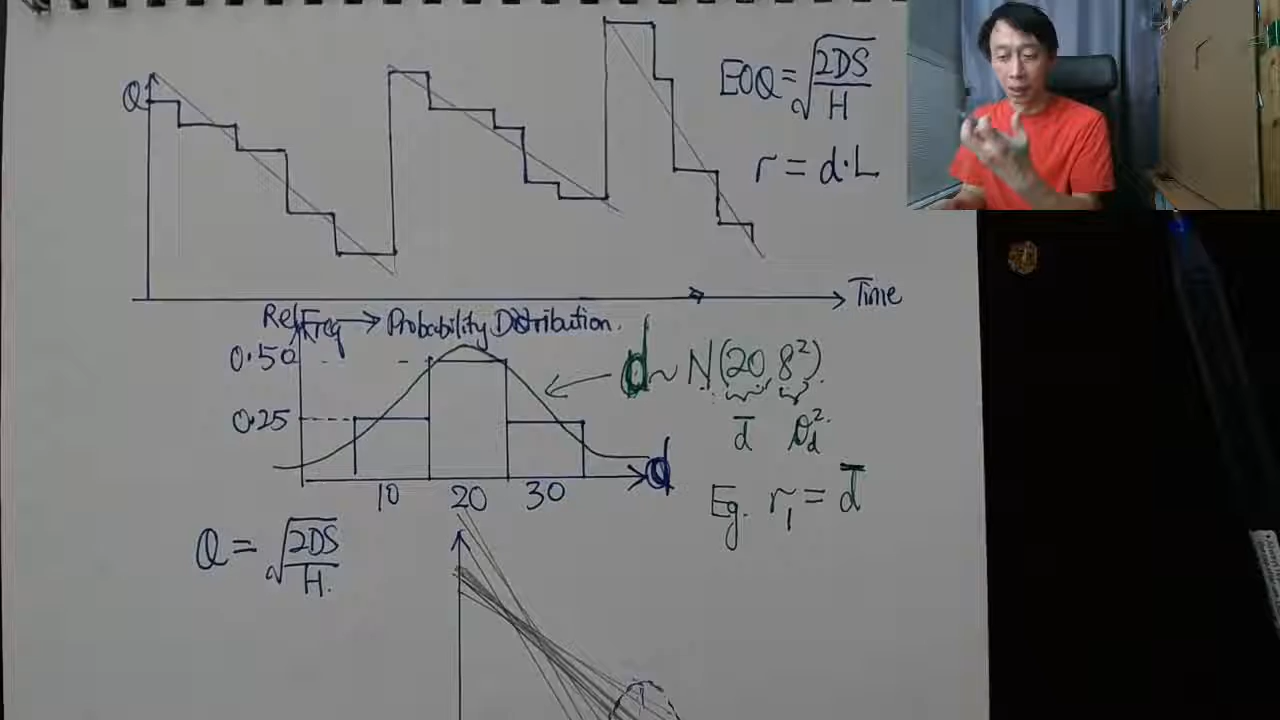 Q
EOQ = √(2DS/H)
r = d·L
Time
Rel Freq → Probability Distribution.
0.50
d ~ N(20, 8²).
0.25
d̄ σ_d².
d
10 20 30
Eg. r₁ = d̄
Q = √(2DS/H).